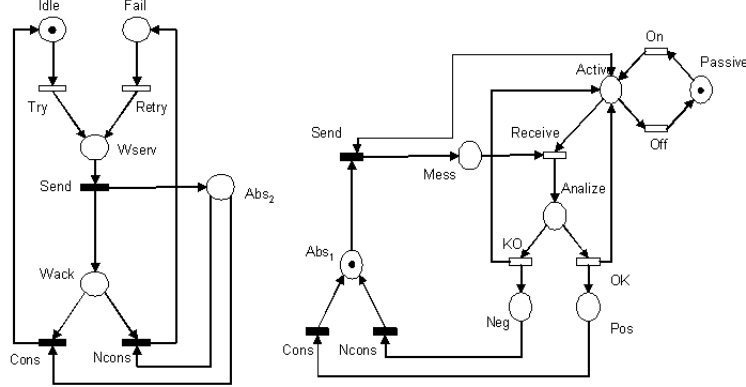 Idle
Fail
Try
Retry
Wserv
Send
Abs2
Wack
Cons
Ncons
On
Passive
Activ
Off
Send
Receive
Mess
Analize
Abs1
KO
OK
Neg
Pos
Cons
Ncons